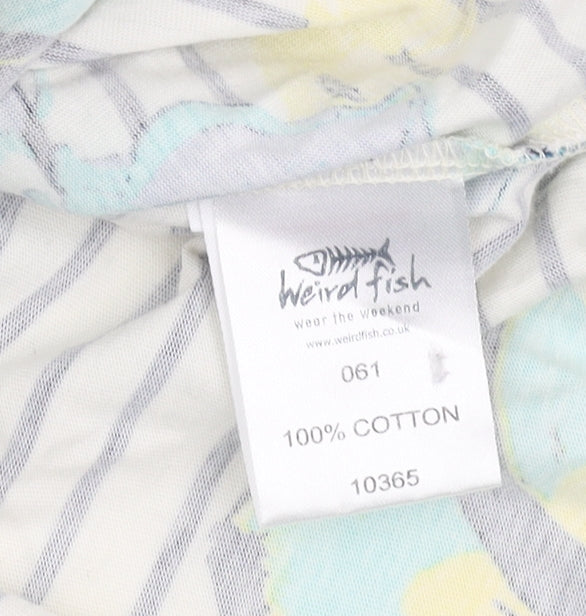 weird fish
wear the weekend
www.weirdfish.co.uk
061
100% COTTON
10365